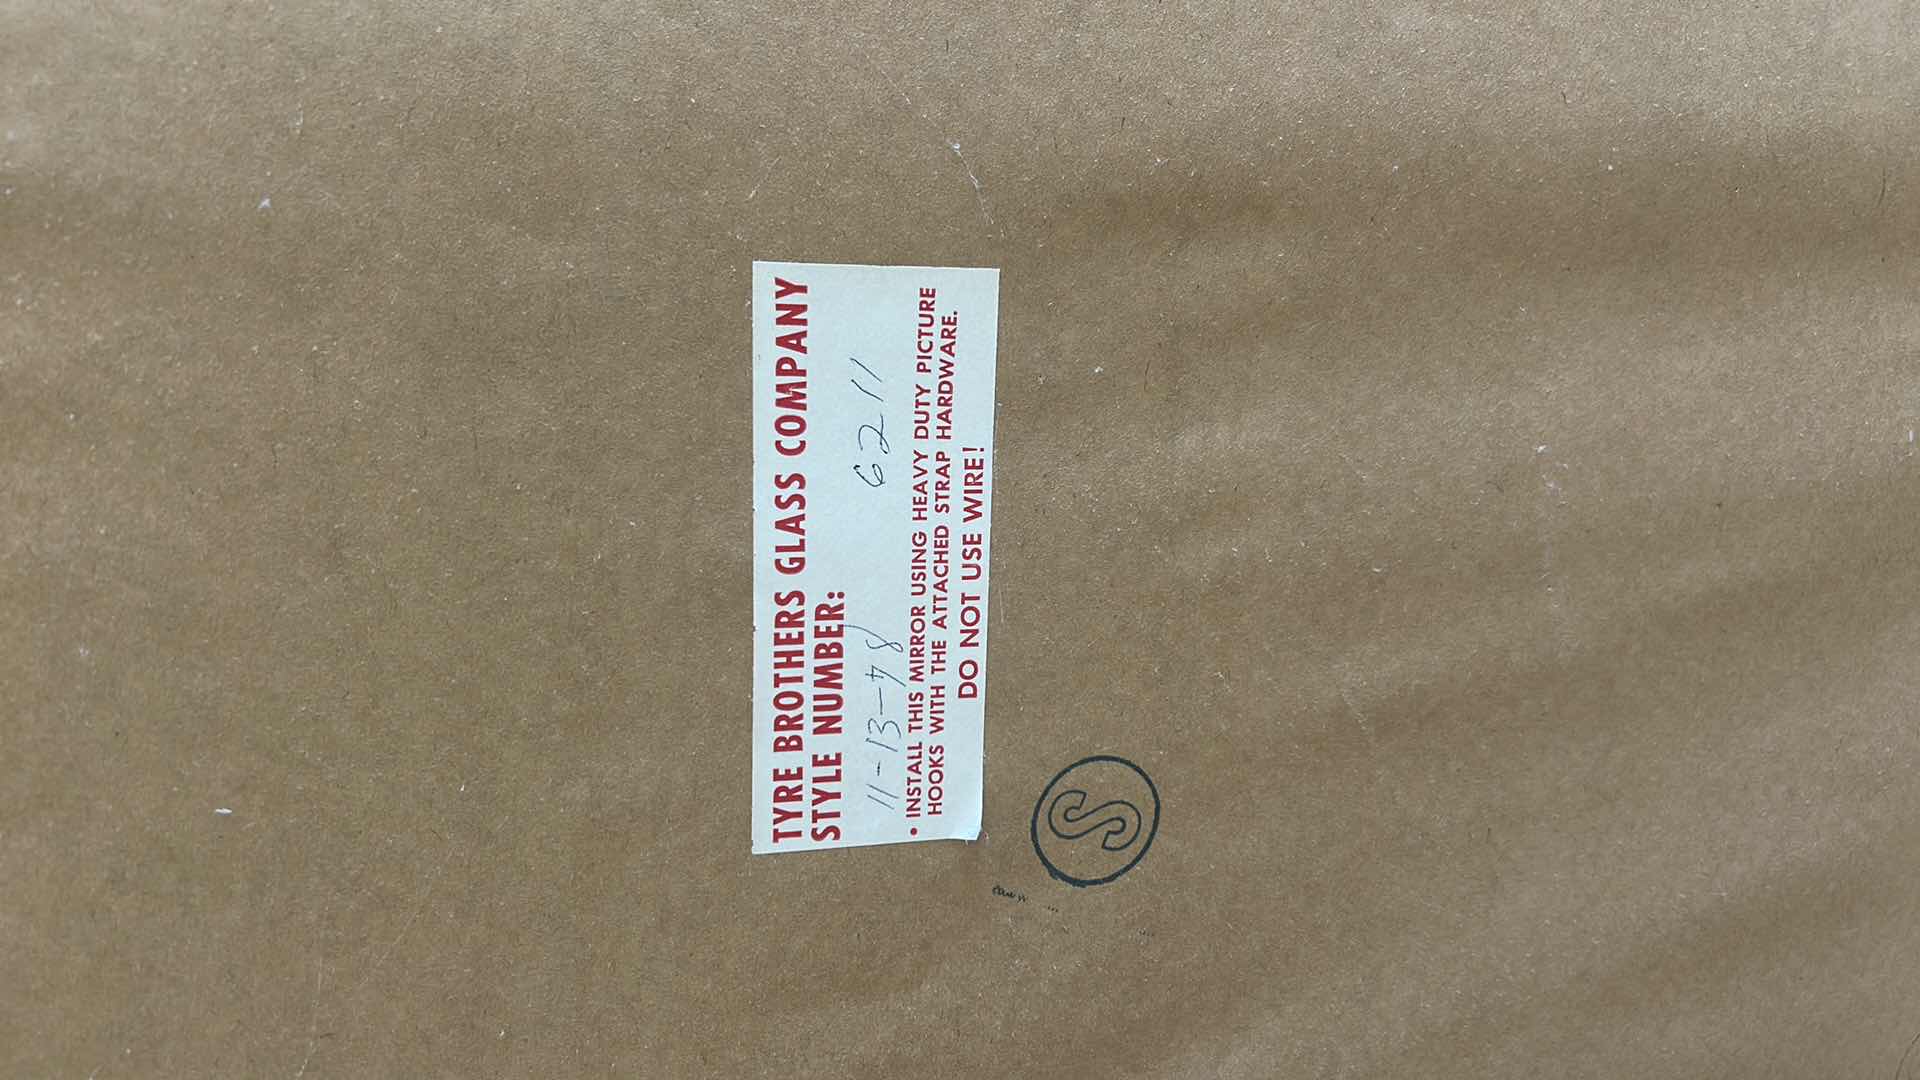 TYRE BROTHERS GLASS COMPANY
STYLE NUMBER:
11-13-48 6211
• INSTALL THIS MIRROR USING HEAVY DUTY PICTURE
HOOKS WITH THE ATTACHED STRAP HARDWARE.
DO NOT USE WIRE!
S